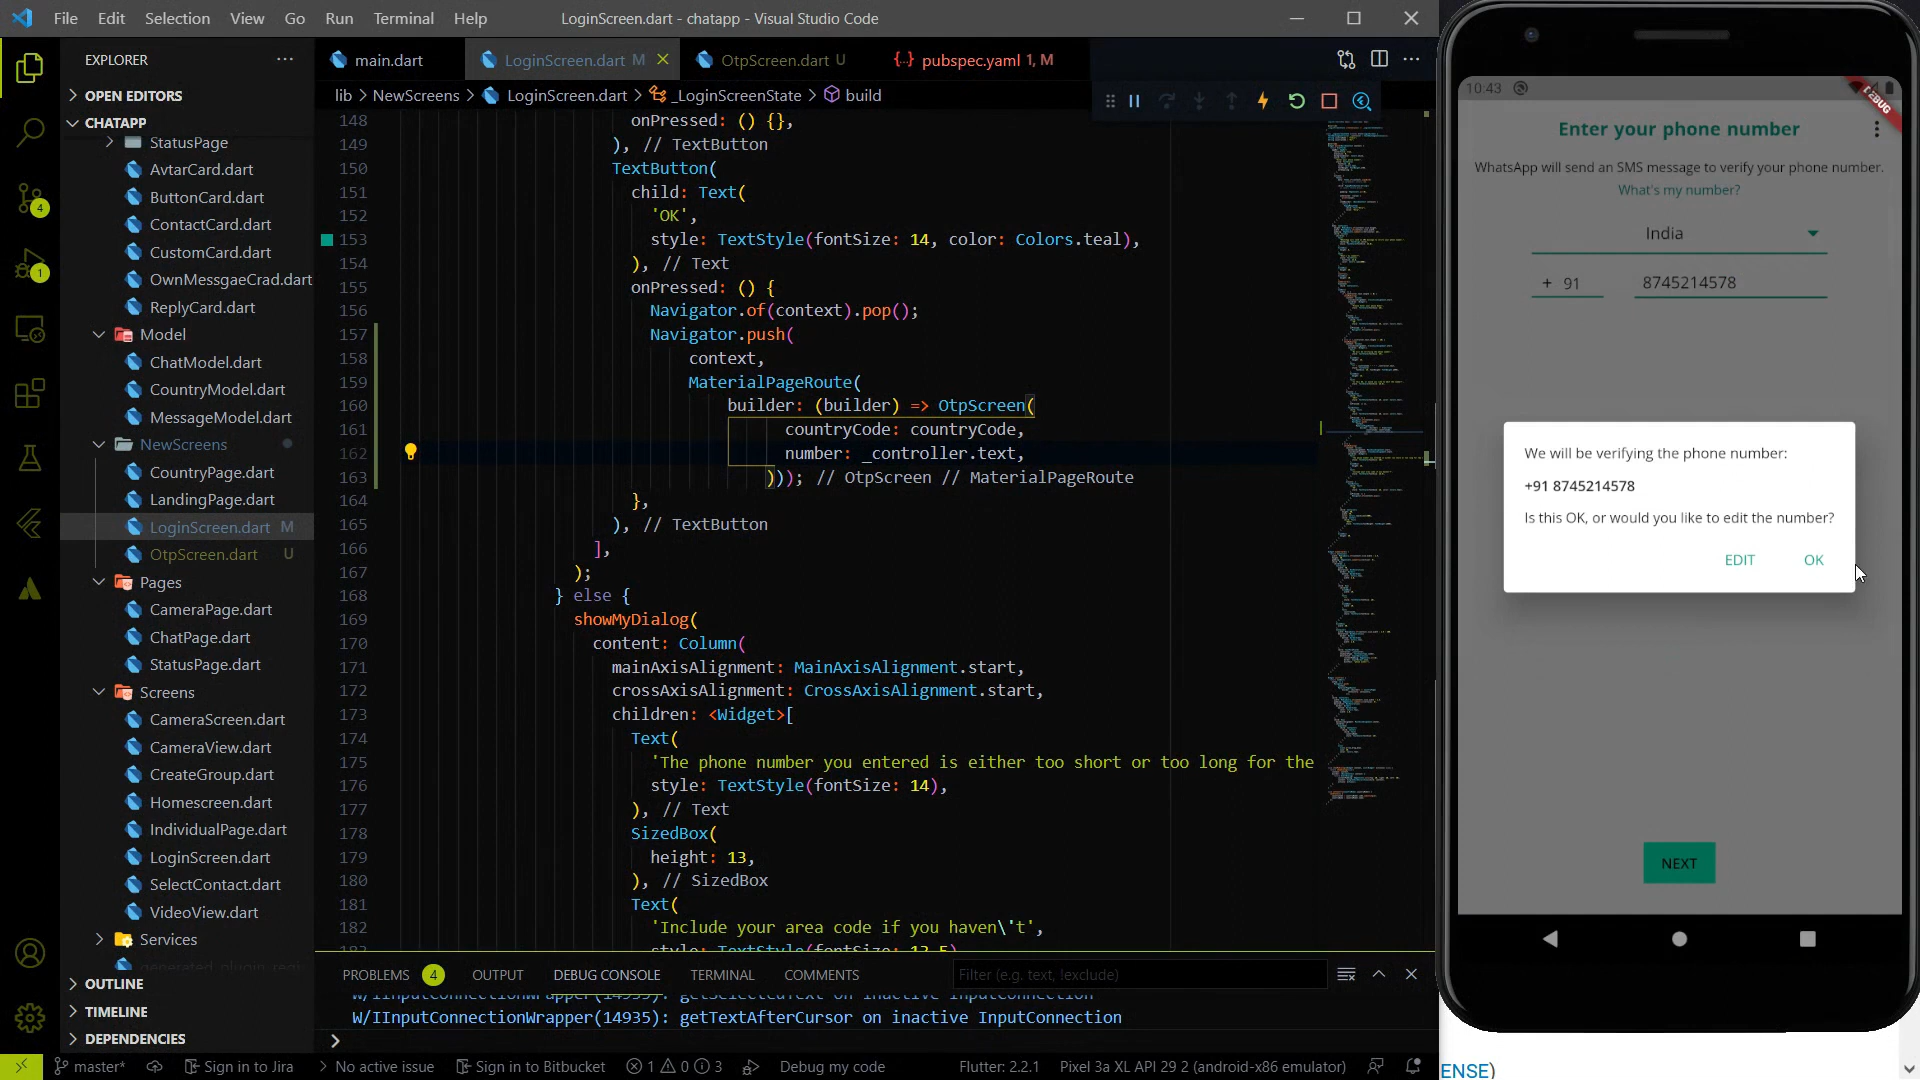 File Edit Selection View Go Run Terminal Help
LoginScreen.dart - chatapp - Visual Studio Code
EXPLORER
OPEN EDITORS
CHATAPP
StatusPage
AvtarCard.dart
ButtonCard.dart
ContactCard.dart
CustomCard.dart
OwnMessgaeCrad.dart
ReplyCard.dart
Model
ChatModel.dart
CountryModel.dart
MessageModel.dart
NewScreens
CountryPage.dart
LandingPage.dart
LoginScreen.dart M
OtpScreen.dart U
Pages
CameraPage.dart
ChatPage.dart
StatusPage.dart
Screens
CameraScreen.dart
CameraView.dart
CreateGroup.dart
Homescreen.dart
IndividualPage.dart
LoginScreen.dart
SelectContact.dart
VideoView.dart
Services
OUTLINE
TIMELINE
DEPENDENCIES
4
1
main.dart
LoginScreen.dart M
OtpScreen.dart U
pubspec.yaml 1, M
lib > NewScreens > LoginScreen.dart > _LoginScreenState > build
148 onPressed: () {},
149 ), // TextButton
150 TextButton(
151 child: Text(
152 'OK',
153 style: TextStyle(fontSize: 14, color: Colors.teal),
154 ), // Text
155 onPressed: () {
156 Navigator.of(context).pop();
157 Navigator.push(
158 context,
159 MaterialPageRoute(
160 builder: (builder) => OtpScreen(
161 countryCode: countryCode,
162 number: _controller.text,
163 ))); // OtpScreen // MaterialPageRoute
164 },
165 ), // TextButton
166 ],
167 );
168 } else {
169 showMyDialog(
170 content: Column(
171 mainAxisAlignment: MainAxisAlignment.start,
172 crossAxisAlignment: CrossAxisAlignment.start,
173 children: <Widget>[
174 Text(
175 'The phone number you entered is either too short or too long for the
176 style: TextStyle(fontSize: 14),
177 ), // Text
178 SizedBox(
179 height: 13,
180 ), // SizedBox
181 Text(
182 'Include your area code if you haven\'t',
PROBLEMS 4 OUTPUT DEBUG CONSOLE TERMINAL COMMENTS
Filter (e.g. text, !exclude)
W/IInputConnectionWrapper(14935): getSelectedText on inactive InputConnection
W/IInputConnectionWrapper(14935): getTextAfterCursor on inactive InputConnection
master* Sign in to Jira No active issue Sign in to Bitbucket 1 0 3 Debug my code Flutter: 2.2.1 Pixel 3a XL API 29 2 (android-x86 emulator)
10:43
DEBUG
Enter your phone number
WhatsApp will send an SMS message to verify your phone number.
What's my number?
India
+ 91 8745214578
We will be verifying the phone number:
+91 8745214578
Is this OK, or would you like to edit the number?
EDIT OK
NEXT
ENSE)